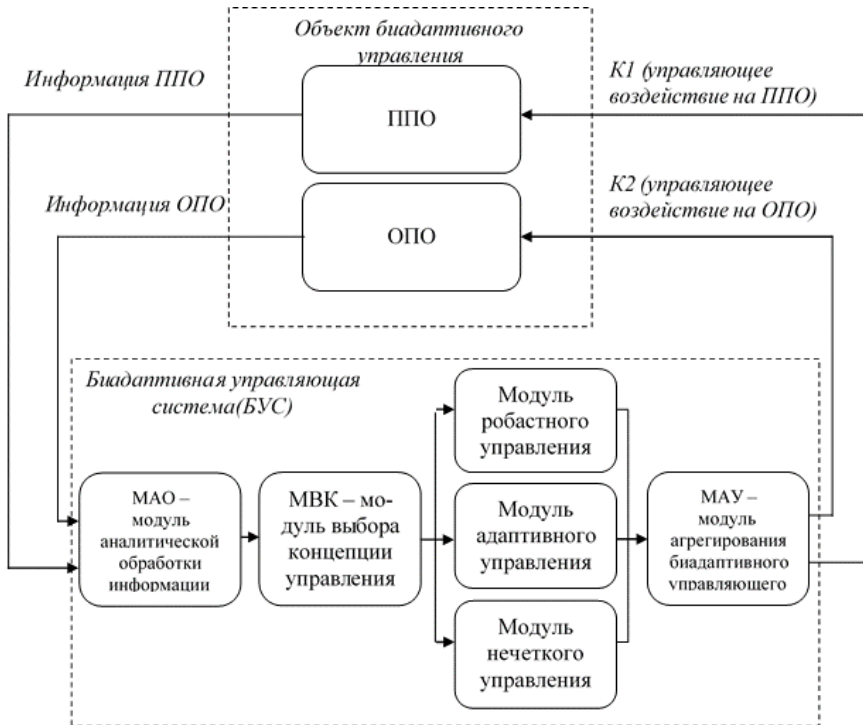 Объект биадаптивного
управления
Информация ППО
К1 (управляющее
воздействие на ППО)
ППО
Информация ОПО
К2 (управляющее
воздействие на ОПО)
ОПО
Биадаптивная управляющая
система(БУС)
МАО –
модуль
аналитической
обработки
информации
МВК – мо-
дуль выбора
концепции
управления
Модуль
робастного
управления
Модуль
адаптивного
управления
Модуль
нечеткого
управления
МАУ –
модуль
агрегирования
биадаптивного
управляющего